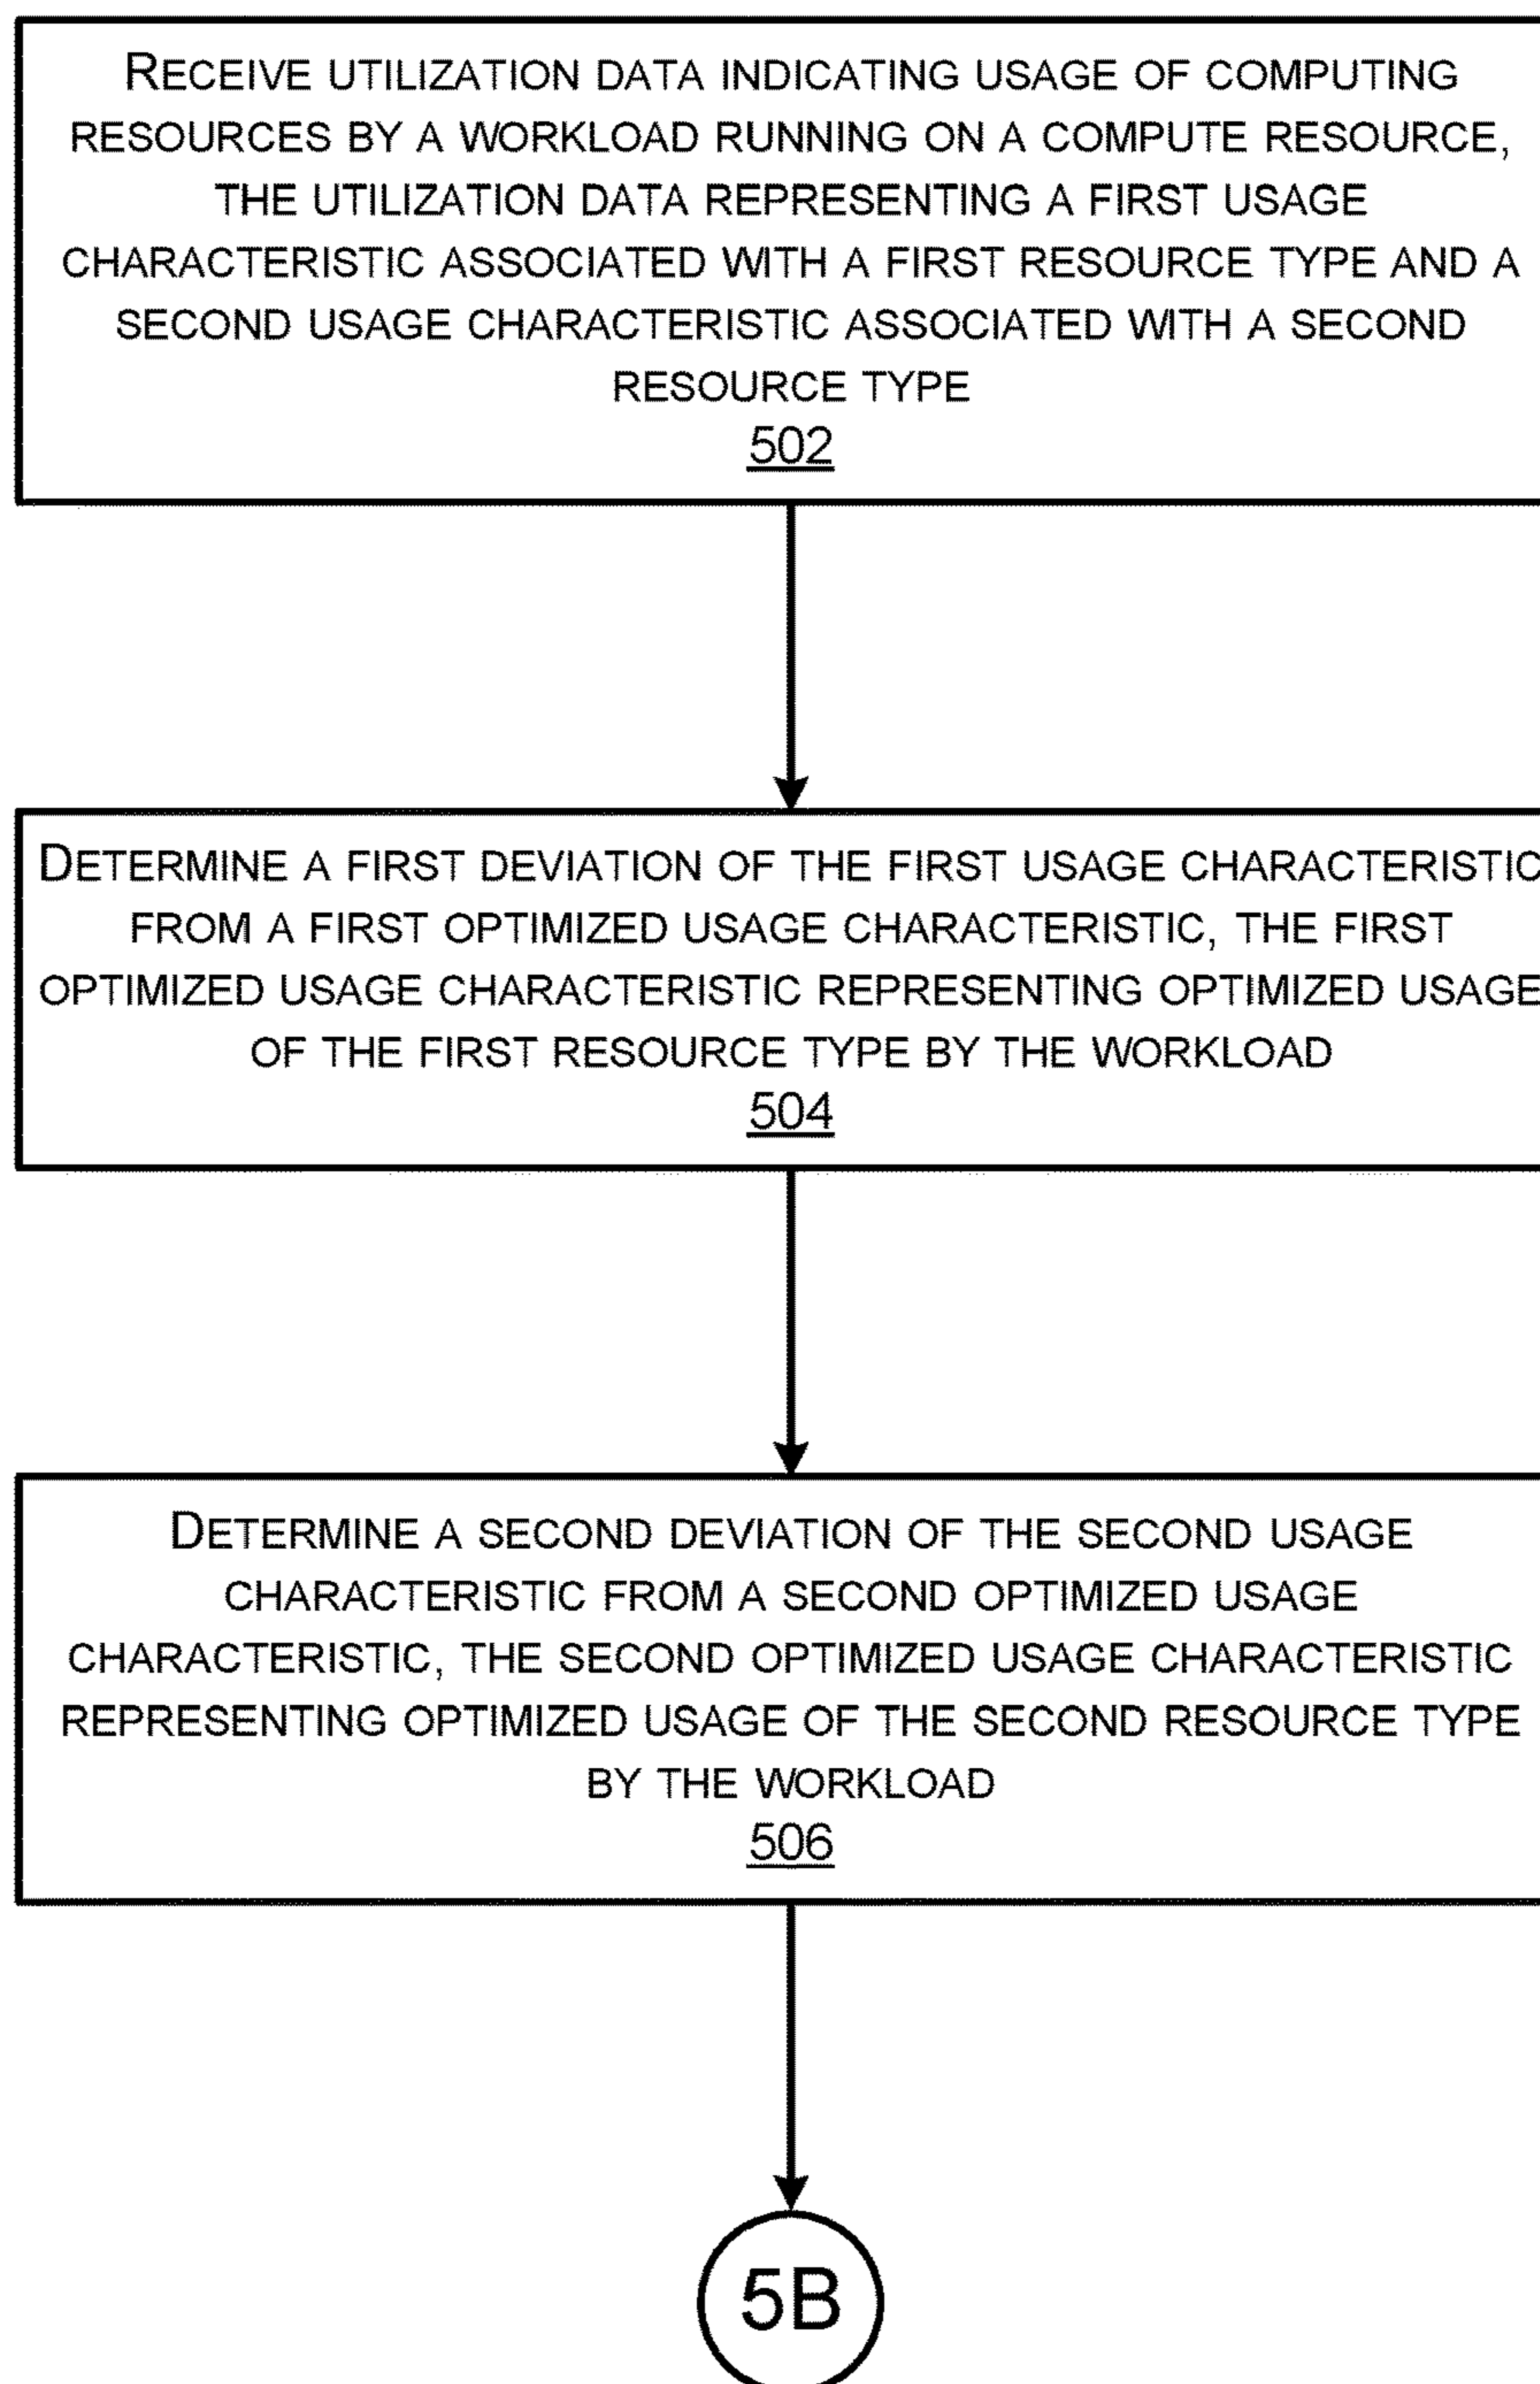 RECEIVE UTILIZATION DATA INDICATING USAGE OF COMPUTING
RESOURCES BY A WORKLOAD RUNNING ON A COMPUTE RESOURCE,
THE UTILIZATION DATA REPRESENTING A FIRST USAGE
CHARACTERISTIC ASSOCIATED WITH A FIRST RESOURCE TYPE AND A
SECOND USAGE CHARACTERISTIC ASSOCIATED WITH A SECOND
RESOURCE TYPE
502
DETERMINE A FIRST DEVIATION OF THE FIRST USAGE CHARACTERISTIC
FROM A FIRST OPTIMIZED USAGE CHARACTERISTIC, THE FIRST
OPTIMIZED USAGE CHARACTERISTIC REPRESENTING OPTIMIZED USAGE
OF THE FIRST RESOURCE TYPE BY THE WORKLOAD
504
DETERMINE A SECOND DEVIATION OF THE SECOND USAGE
CHARACTERISTIC FROM A SECOND OPTIMIZED USAGE
CHARACTERISTIC, THE SECOND OPTIMIZED USAGE CHARACTERISTIC
REPRESENTING OPTIMIZED USAGE OF THE SECOND RESOURCE TYPE
BY THE WORKLOAD
506
5B